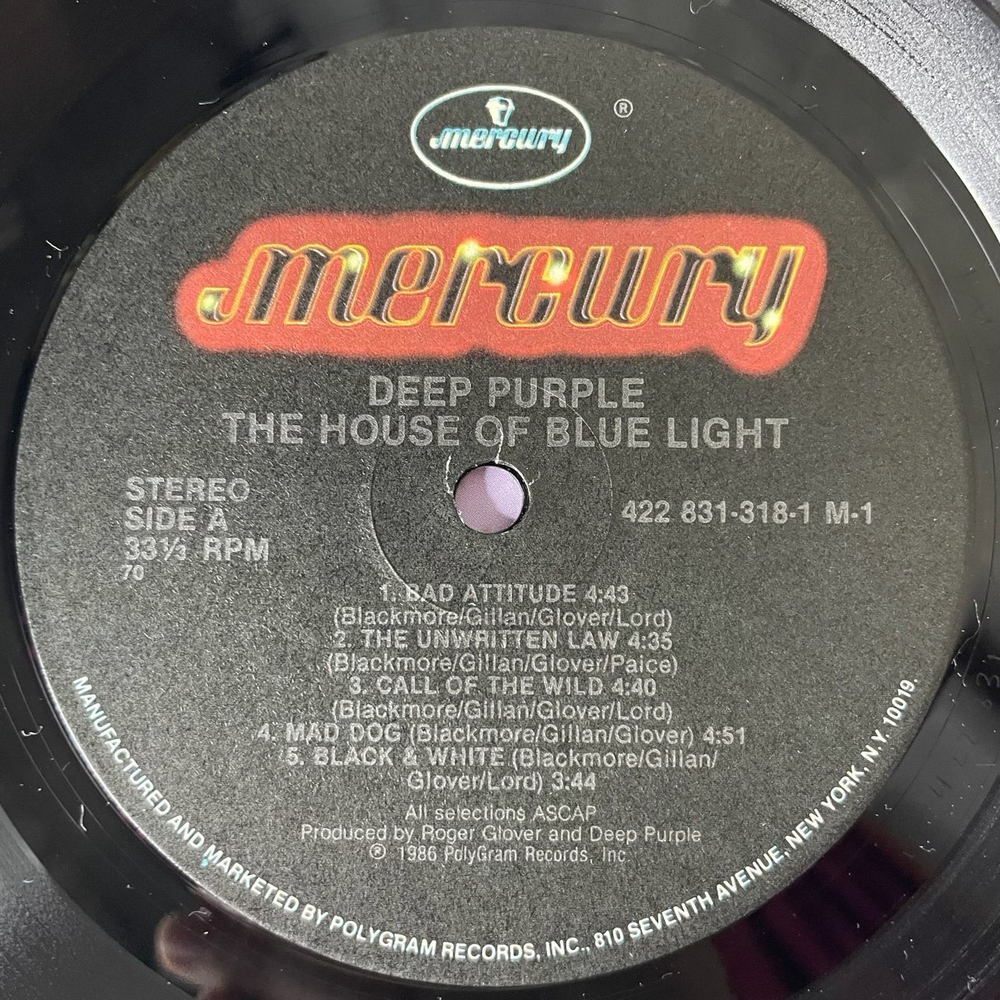 mercury ®
mercury
DEEP PURPLE
THE HOUSE OF BLUE LIGHT
STEREO
SIDE A
33⅓ RPM
70
422 831-318-1 M-1
1. BAD ATTITUDE 4:43
(Blackmore/Gillan/Glover/Lord)
2. THE UNWRITTEN LAW 4:35
(Blackmore/Gillan/Glover/Paice)
3. CALL OF THE WILD 4:40
(Blackmore/Gillan/Glover/Lord)
4. MAD DOG (Blackmore/Gillan/Glover) 4:51
5. BLACK & WHITE (Blackmore/Gillan/
Glover/Lord) 3:44
All selections ASCAP
Produced by Roger Glover and Deep Purple
℗ 1986 PolyGram Records, Inc.
MANUFACTURED AND MARKETED BY POLYGRAM RECORDS, INC., 810 SEVENTH AVENUE, NEW YORK, N.Y. 10019.